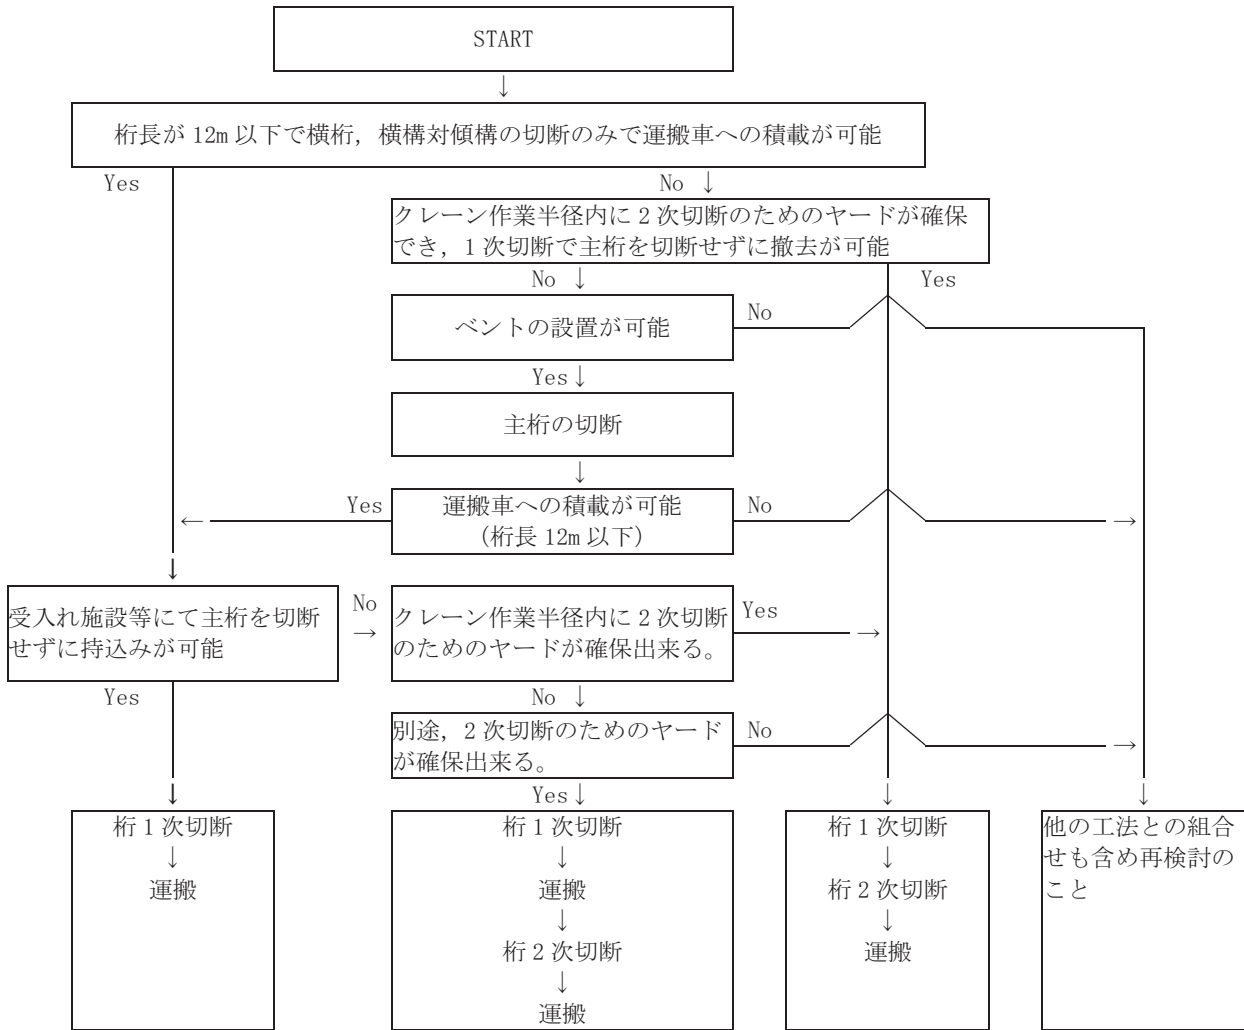 START
↓
桁長が 12m 以下で横桁，横構対傾構の切断のみで運搬車への積載が可能
Yes
No ↓
クレーン作業半径内に 2 次切断のためのヤードが確保
でき，1 次切断で主桁を切断せずに撤去が可能
No ↓
Yes
ベントの設置が可能
No
Yes↓
主桁の切断
↓
Yes
運搬車への積載が可能
（桁長 12m 以下）
No
←
→
↓
受入れ施設等にて主桁を切断
せずに持込みが可能
No
→
クレーン作業半径内に 2 次切断
のためのヤードが確保出来る。
Yes
→
Yes
No ↓
別途，2 次切断のためのヤード
が確保出来る。
No
→
↓
Yes↓
↓
↓
桁 1 次切断
↓
運搬
桁 1 次切断
↓
運搬
↓
桁 2 次切断
↓
運搬
桁 1 次切断
↓
桁 2 次切断
↓
運搬
他の工法との組合
せも含め再検討の
こと